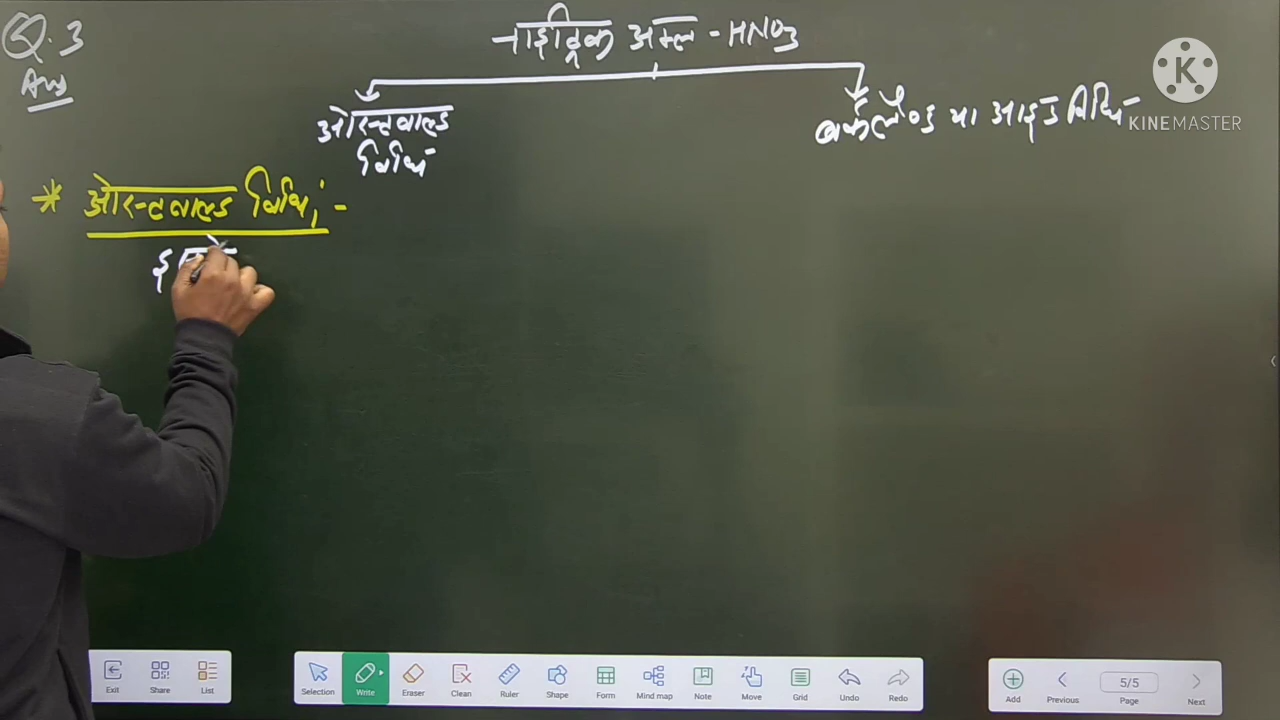 Q. 3
Ans
नाइट्रिक अम्ल - HNO3
K
KINEMASTER
ओस्टवाल्ड
विधि
बर्कलैण्ड या आइड विधि-
* ओस्टवाल्ड विधि; -
Exit
Share
List
Selection
Write
Eraser
Clean
Ruler
Shape
Form
Mind map
Note
Move
Grid
Undo
Redo
Add
Previous
5/5
Page
Next